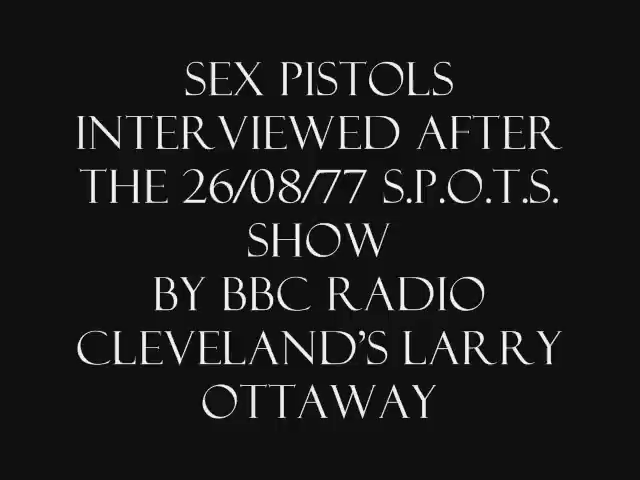 SEX PISTOLS
INTERVIEWED AFTER
THE 26/08/77 S.P.O.T.S.
SHOW
BY BBC RADIO
CLEVELAND'S LARRY
OTTAWAY